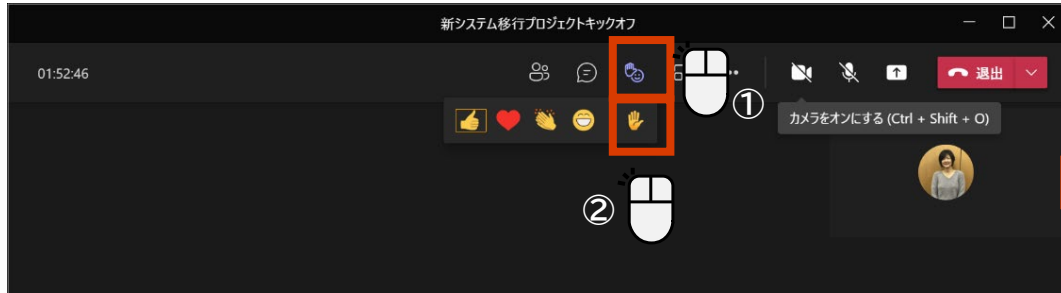 新システム移行プロジェクトキックオフ
01:52:46
退出
①
カメラをオンにする (Ctrl + Shift + O)
②